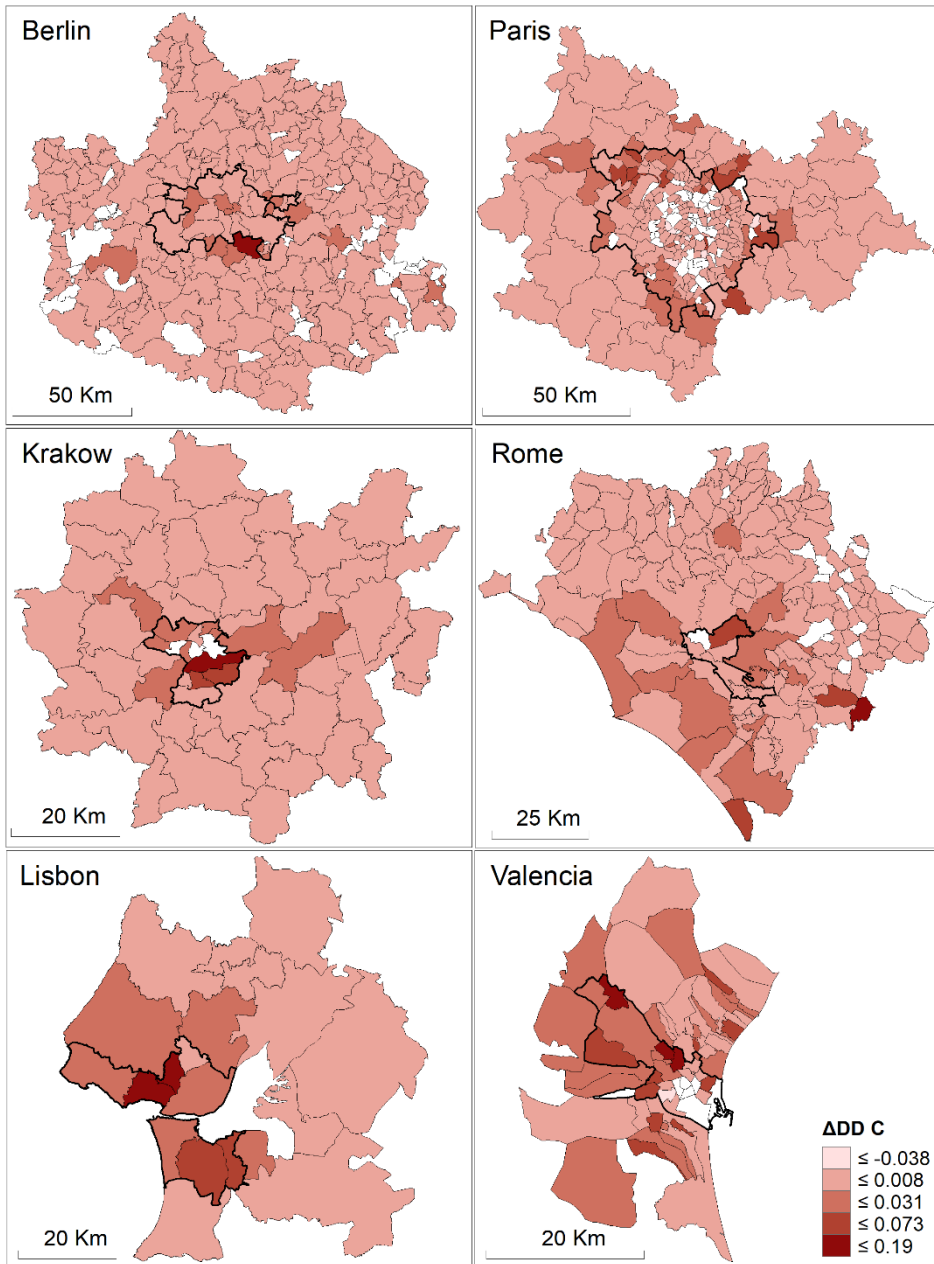 Berlin
50 Km
Paris
50 Km
Krakow
20 Km
Rome
25 Km
Lisbon
20 Km
Valencia
20 Km
ΔDD C
≤ -0.038
≤ 0.008
≤ 0.031
≤ 0.073
≤ 0.19